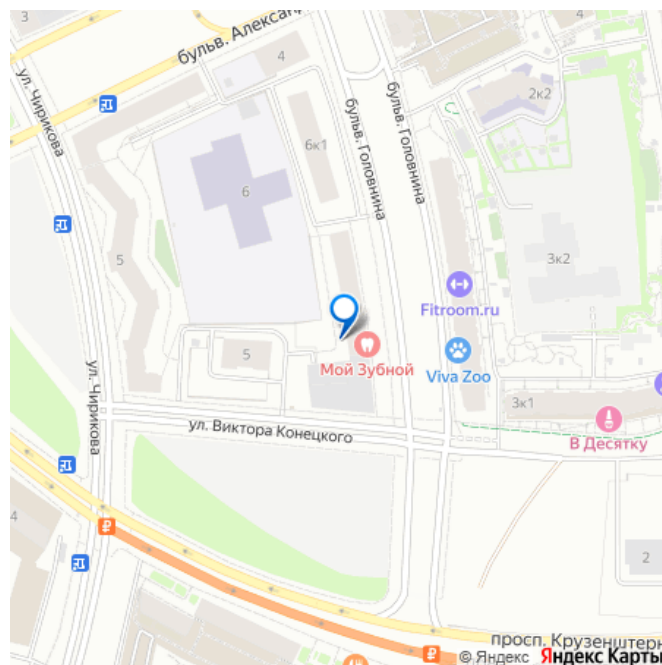 3
бульв. Алексан
4
ул. Чирикова
2к2
бульв. Головнина
бульв. Головнина
6к1
6
5
3к2
Fitroom.ru
5
Мой Зубной
Viva Zoo
ул. Чирикова
3к1
ул. Виктора Конецкого
В Десятку
4
2
₽
просп. Крузенштерн
₽
© Яндекс Яндекс Карты